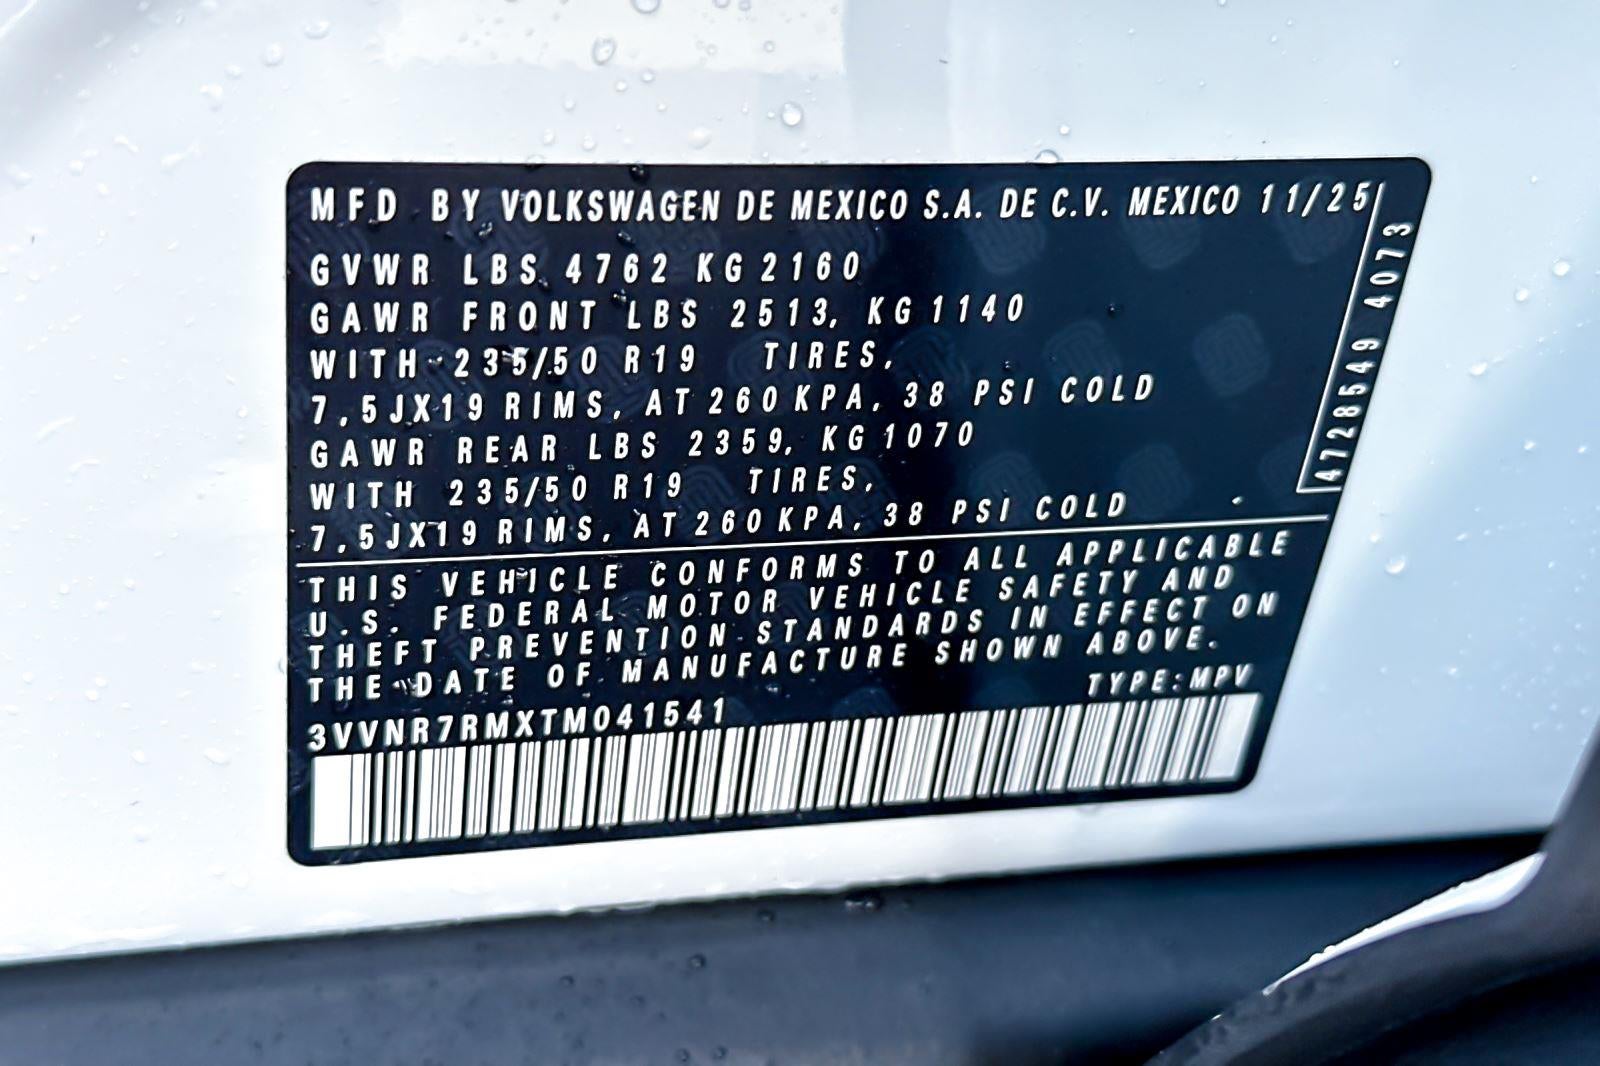 MFD BY VOLKSWAGEN DE MEXICO S.A. DE C.V. MEXICO 11/25
GVWR LBS 4762 KG 2160
GAWR FRONT LBS 2513, KG 1140
WITH 235/50 R19 TIRES,
7,5JX19 RIMS, AT 260 KPA, 38 PSI COLD
GAWR REAR LBS 2359, KG 1070
WITH 235/50 R19 TIRES,
7,5JX19 RIMS, AT 260 KPA, 38 PSI COLD
4728549 4073
THIS VEHICLE CONFORMS TO ALL APPLICABLE
U.S. FEDERAL MOTOR VEHICLE SAFETY AND
THEFT PREVENTION STANDARDS IN EFFECT ON
THE DATE OF MANUFACTURE SHOWN ABOVE.
TYPE:MPV
3VVNR7RMXTM041541